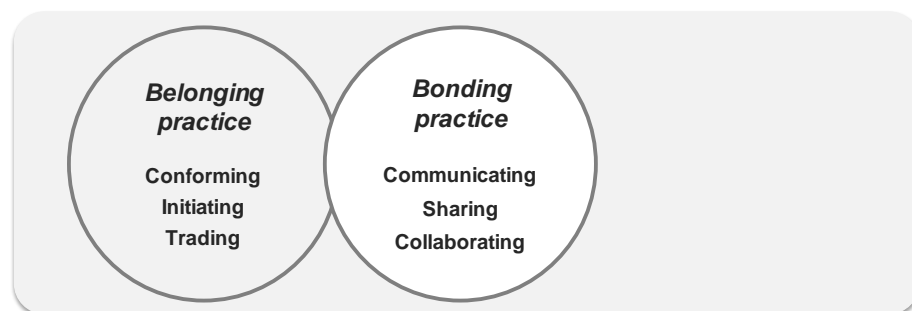 Belonging
practice
Conforming
Initiating
Trading
Bonding
practice
Communicating
Sharing
Collaborating